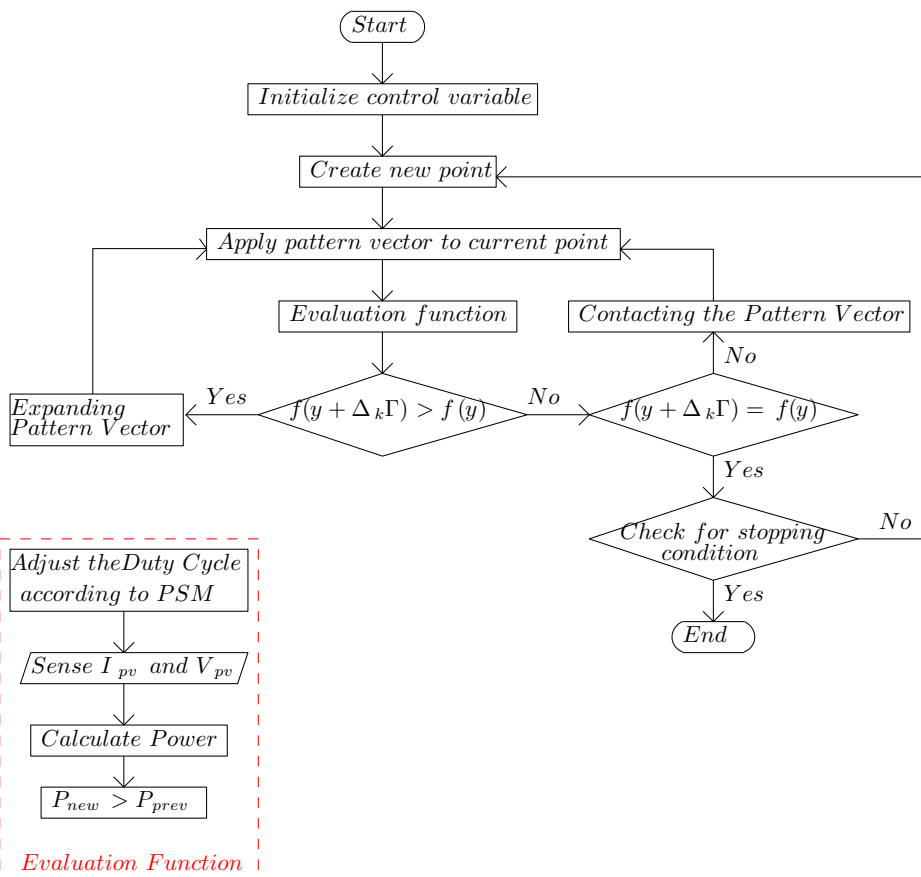 Start
Initialize control variable
Create new point
Apply pattern vector to current point
Evaluation function
Contacting the Pattern Vector
No
Yes
Expanding
Pattern Vector
f(y + Δ_kΓ) > f(y)
No
f(y + Δ_kΓ) = f(y)
Yes
Check for stopping
condition
No
Yes
End
Adjust theDuty Cycle
according to PSM
Sense I_pv and V_pv
Calculate Power
P_new > P_prev
Evaluation Function